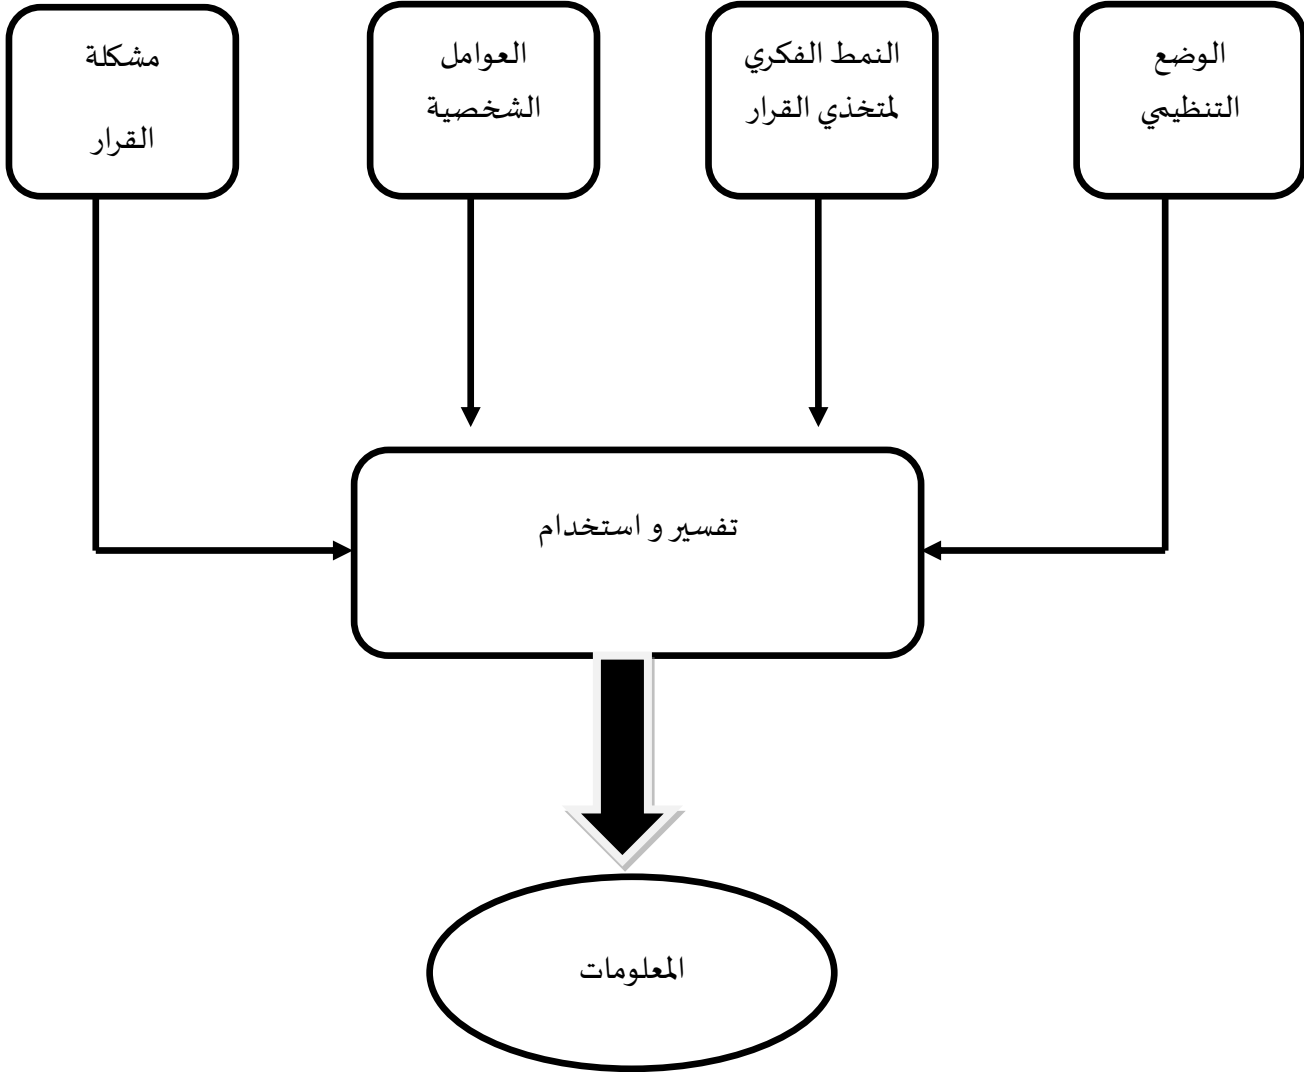 الوضع
التنظيمي
النمط الفكري
لمتخذي القرار
العوامل
الشخصية
مشكلة
القرار
تفسير و استخدام
المعلومات